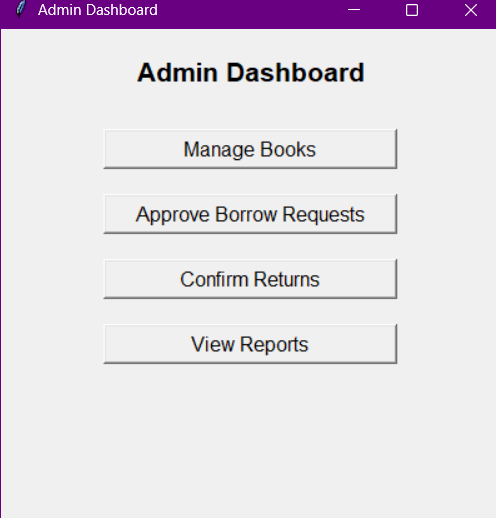 Admin Dashboard
Admin Dashboard
Manage Books
Approve Borrow Requests
Confirm Returns
View Reports